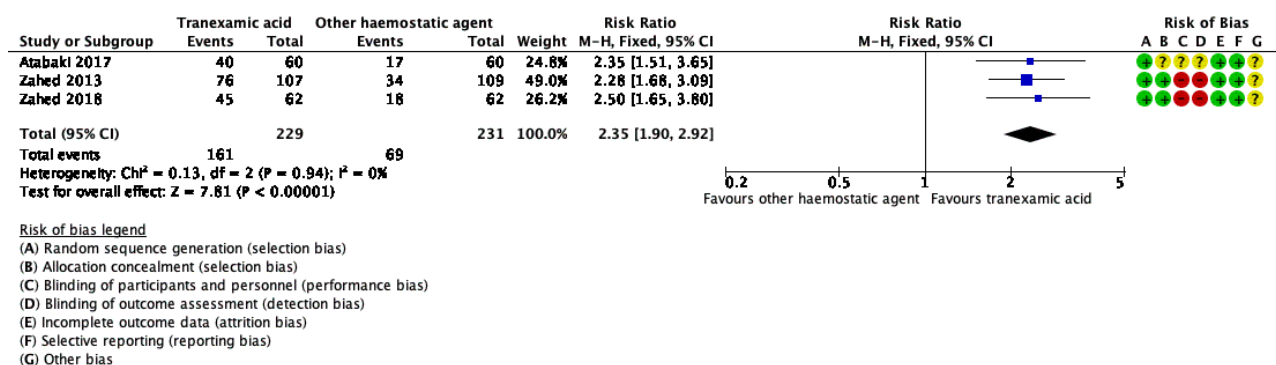 Tranexamic acid Other haemostatic agent Risk Ratio Risk Ratio Risk of Bias
Study or Subgroup Events Total Events Total Weight M-H, Fixed, 95% CI M-H, Fixed, 95% CI A B C D E F G
Atabaki 2017 40 60 17 60 24.8% 2.35 [1.51, 3.65] + ? ? ? + + ?
Zahed 2013 76 107 34 109 49.0% 2.28 [1.68, 3.09] + + - - + + ?
Zahed 2018 45 62 18 62 26.2% 2.50 [1.65, 3.80] + + - - + + ?
Total (95% CI) 229 231 100.0% 2.35 [1.90, 2.92]
Total events 161 69
Heterogeneity: Chi² = 0.13, df = 2 (P = 0.94); I² = 0%
Test for overall effect: Z = 7.81 (P < 0.00001)
0.2 0.5 1 2 5
Favours other haemostatic agent Favours tranexamic acid
Risk of bias legend
(A) Random sequence generation (selection bias)
(B) Allocation concealment (selection bias)
(C) Blinding of participants and personnel (performance bias)
(D) Blinding of outcome assessment (detection bias)
(E) Incomplete outcome data (attrition bias)
(F) Selective reporting (reporting bias)
(G) Other bias